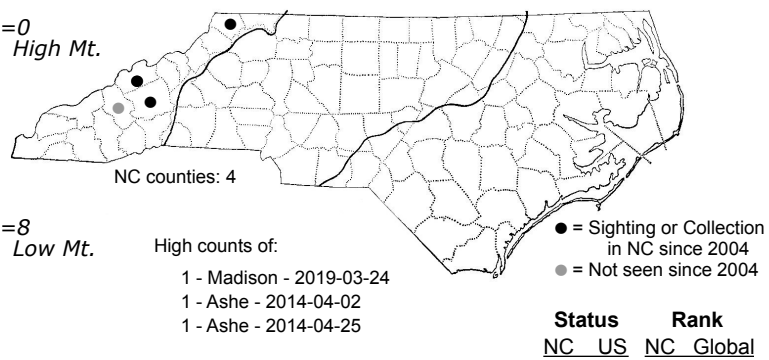 =0
High Mt.
NC counties: 4
=8
Low Mt.
High counts of:
1 - Madison - 2019-03-24
1 - Ashe - 2014-04-02
1 - Ashe - 2014-04-25
● = Sighting or Collection
in NC since 2004
● = Not seen since 2004
Status Rank
NC US NC Global